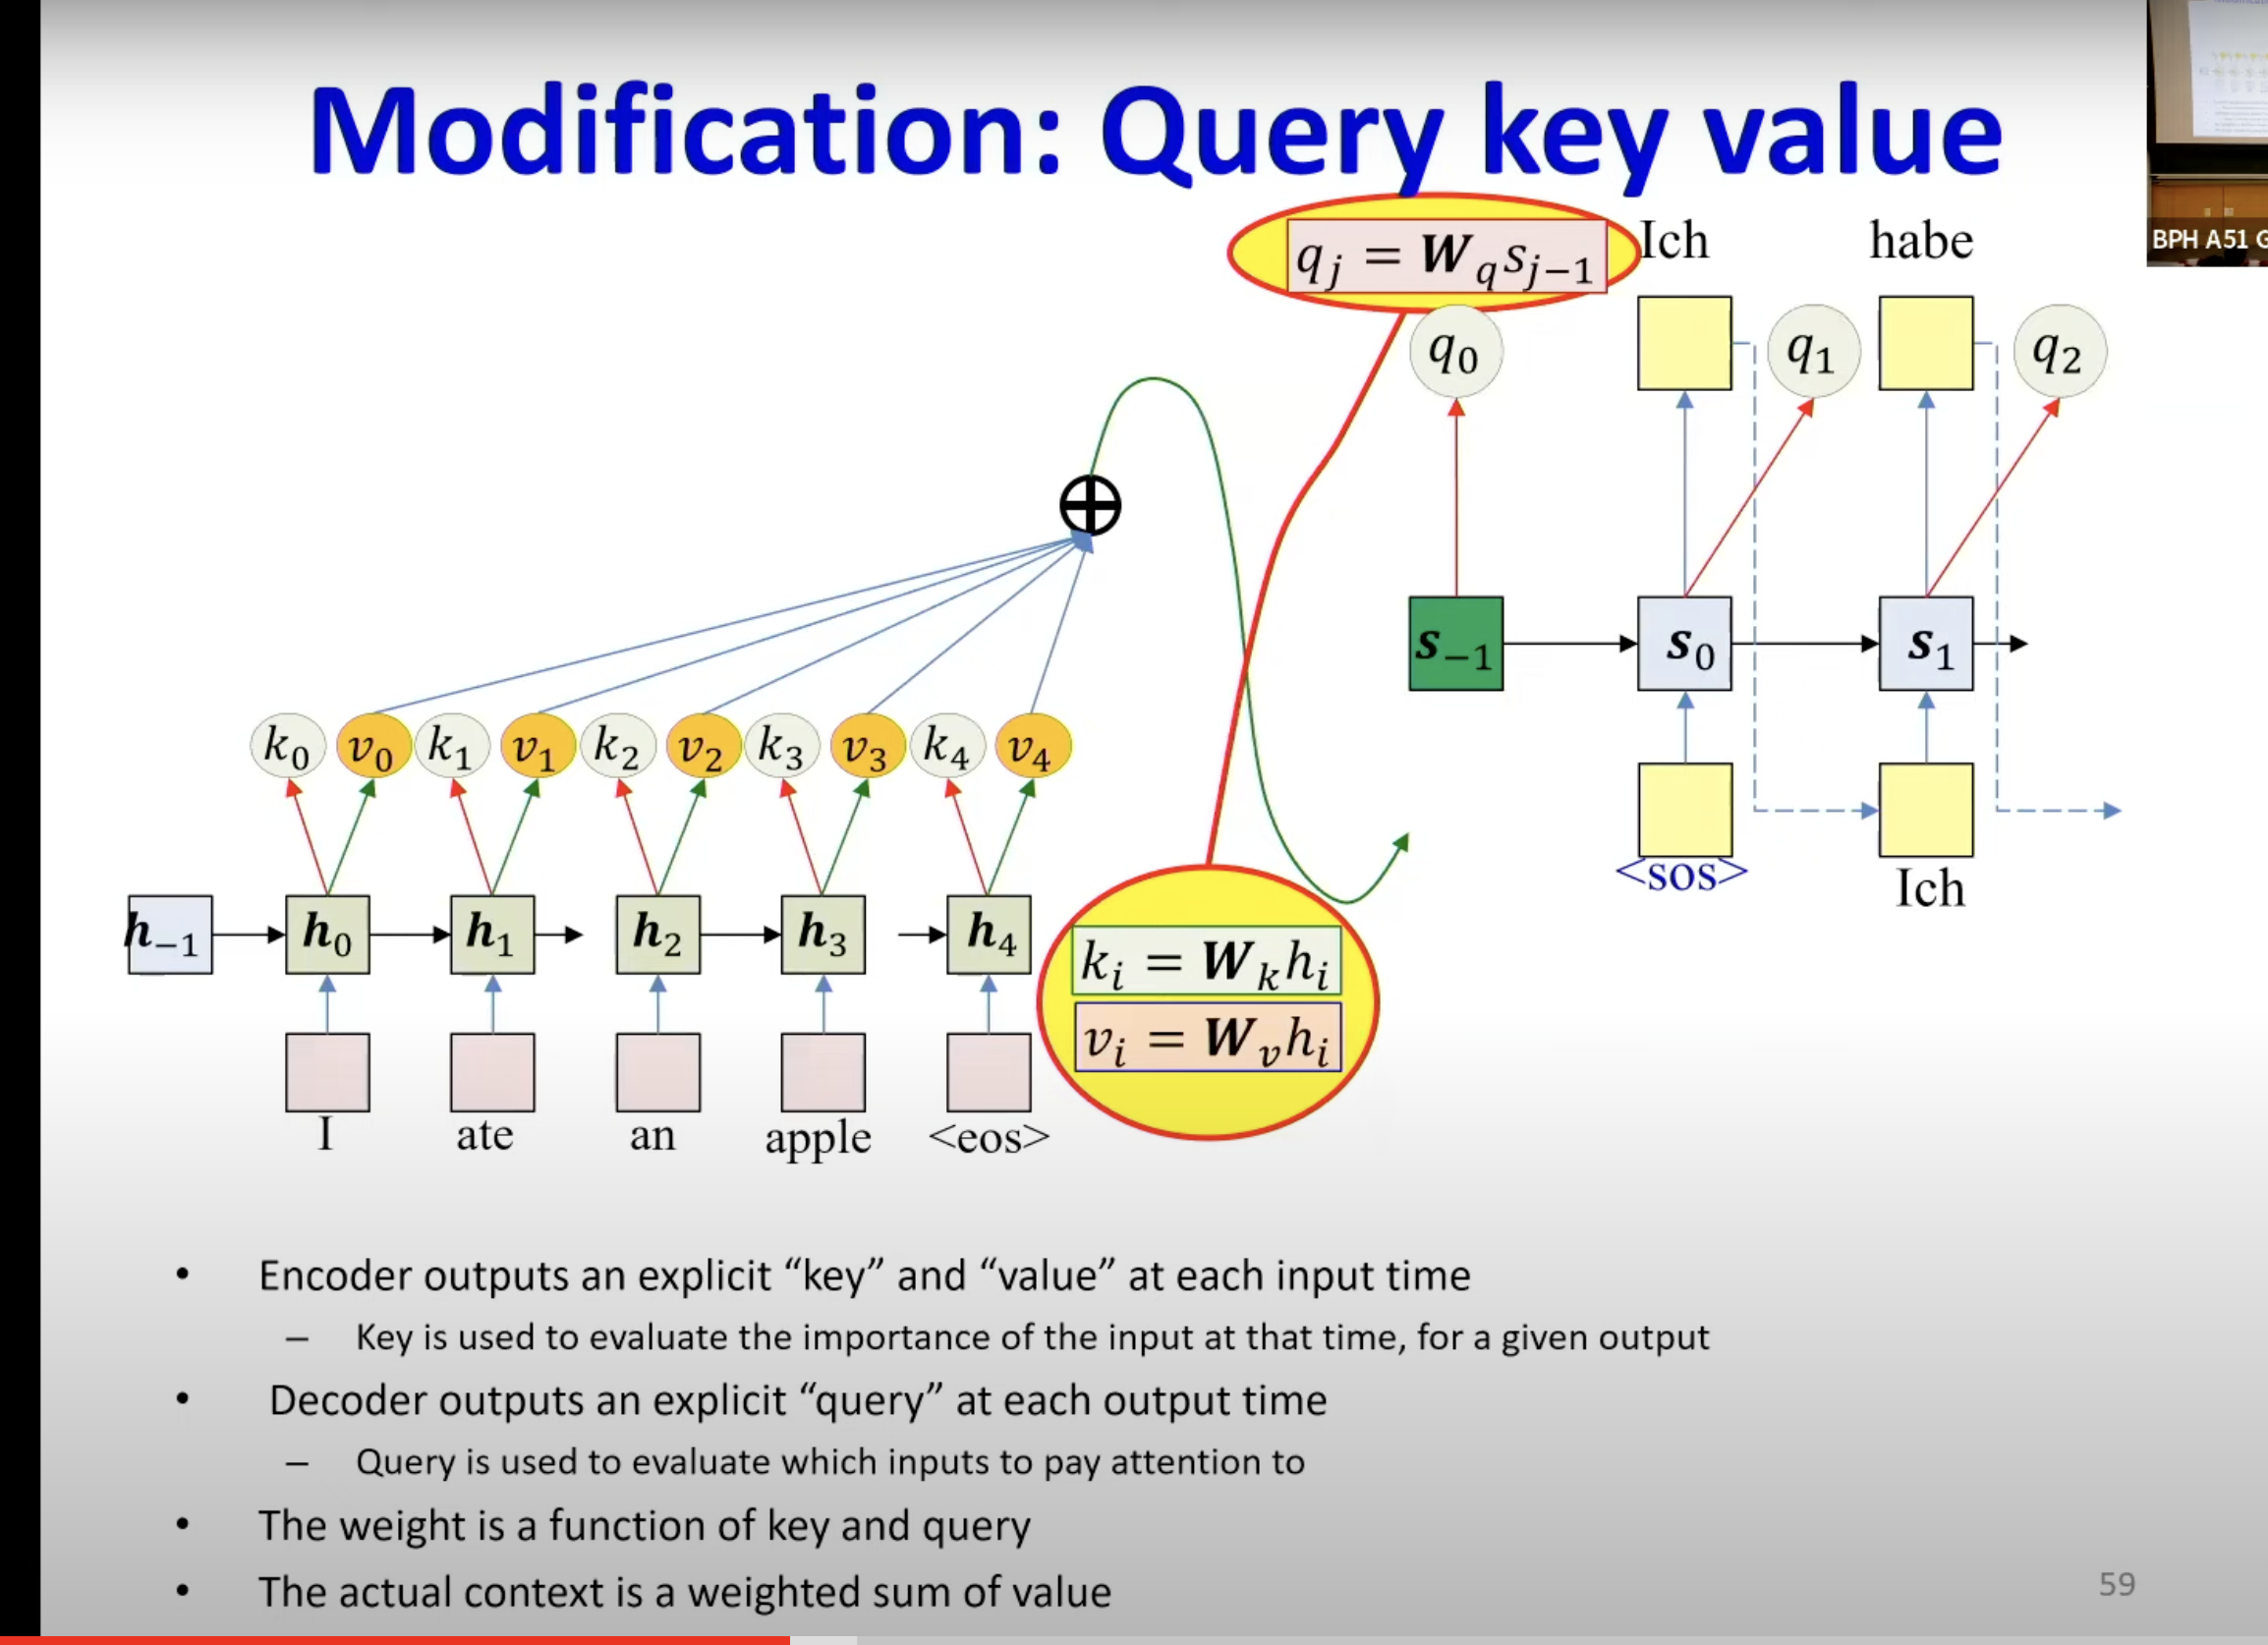 Modification: Query key value
BPH A51 G
q_j = W_q s_{j−1}
Ich habe
q_0 q_1 q_2
s_{−1} s_0 s_1
k_0 v_0 k_1 v_1 k_2 v_2 k_3 v_3 k_4 v_4
<sos> Ich
h_{−1} h_0 h_1 h_2 h_3 h_4
k_i = W_k h_i
v_i = W_v h_i
I ate an apple <eos>
• Encoder outputs an explicit “key” and “value” at each input time
– Key is used to evaluate the importance of the input at that time, for a given output
• Decoder outputs an explicit “query” at each output time
– Query is used to evaluate which inputs to pay attention to
• The weight is a function of key and query
• The actual context is a weighted sum of value
59